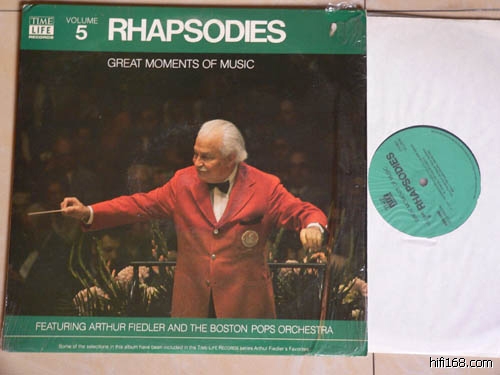 TIME
LIFE
RECORDS
VOLUME
5
RHAPSODIES
GREAT MOMENTS OF MUSIC
FEATURING ARTHUR FIEDLER AND THE BOSTON POPS ORCHESTRA
Some of the selections in this album have been included in the TIME-LIFE RECORDS series Arthur Fiedler's Favorites
RHAPSODIES
hifi168.com